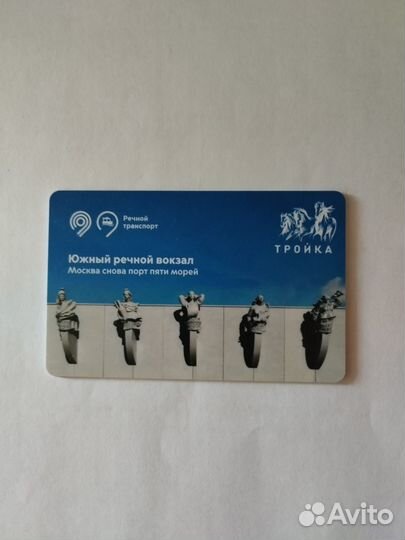 Речной
транспорт
ТРОЙКА
Южный речной вокзал
Москва снова порт пяти морей
Avito